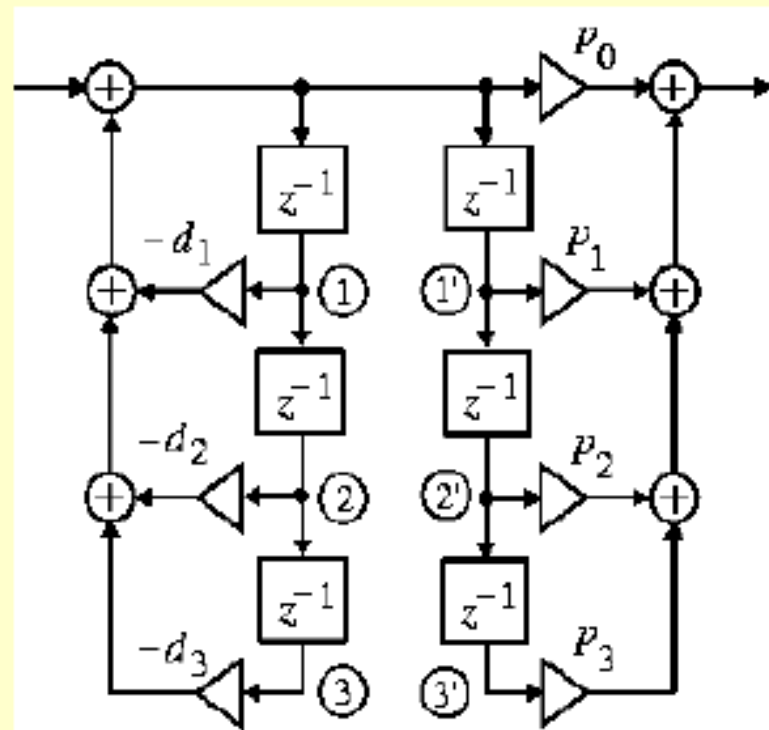 p₀
z⁻¹ z⁻¹
-d₁ p₁
① ①'
z⁻¹ z⁻¹
-d₂ p₂
② ②'
z⁻¹ z⁻¹
-d₃ p₃
③ ③'